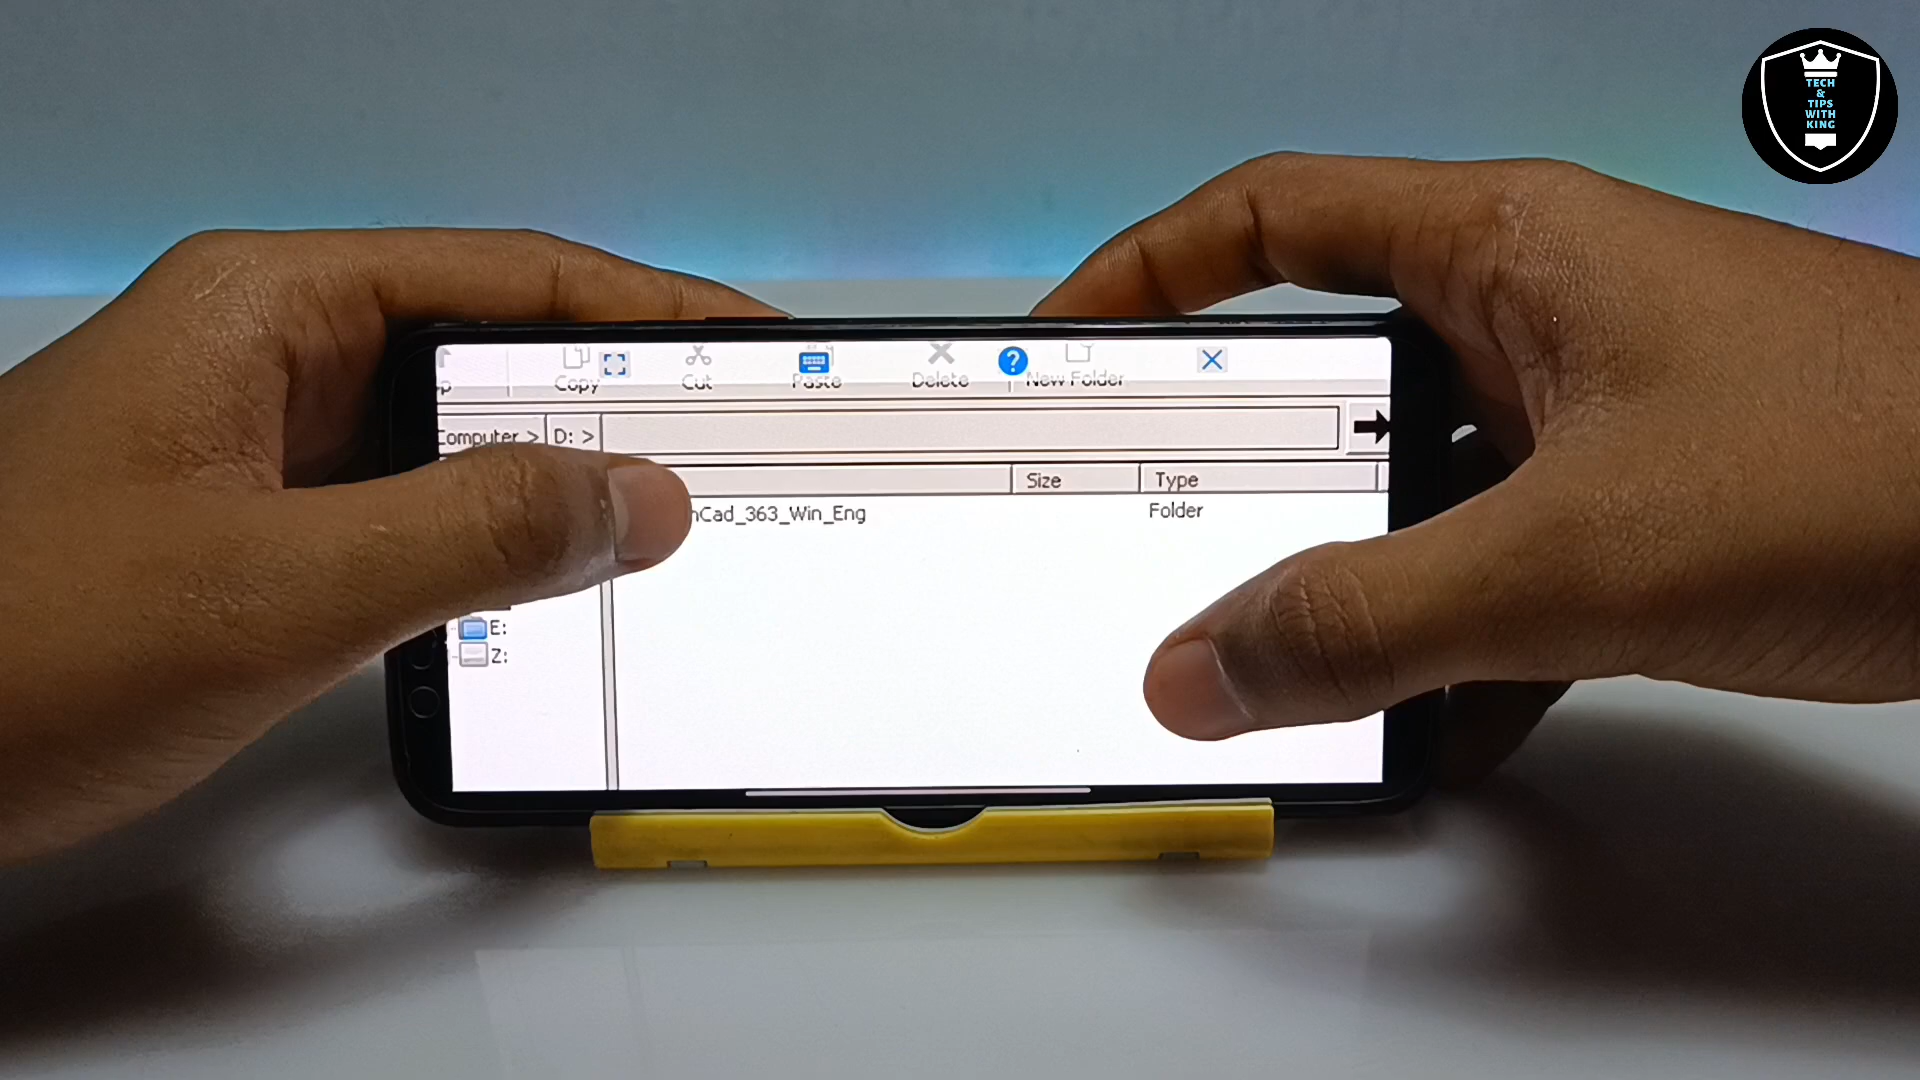 TECH
&
TIPS
WITH
KING
p Copy Cut Paste Delete New Folder
Computer > D: >
Size Type
nCad_363_Win_Eng Folder
E:
Z: